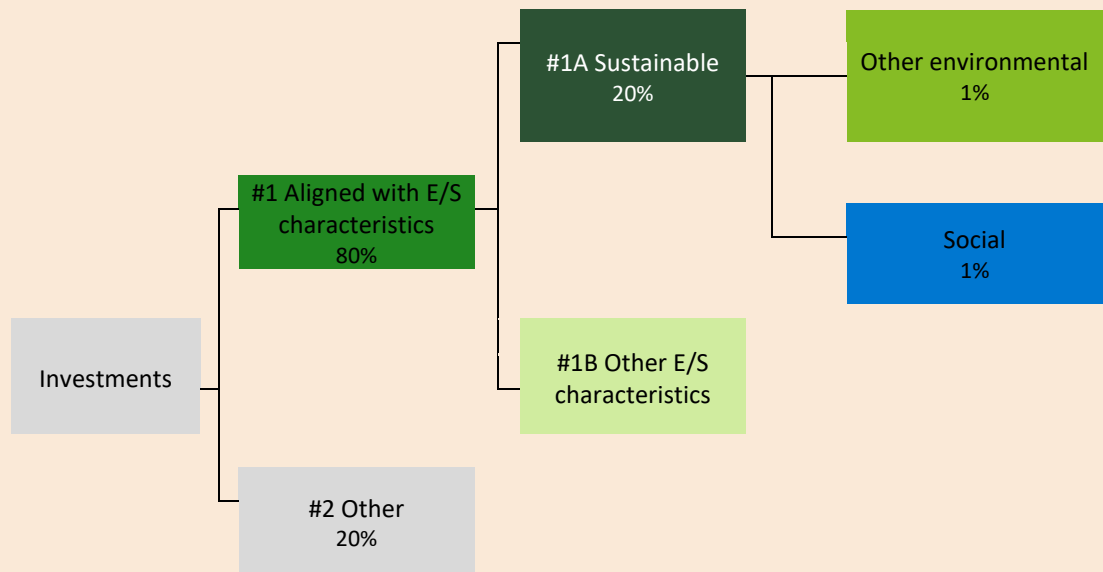 #1A Sustainable
20%
Other environmental
1%
#1 Aligned with E/S
characteristics
80%
Social
1%
Investments
#1B Other E/S
characteristics
#2 Other
20%